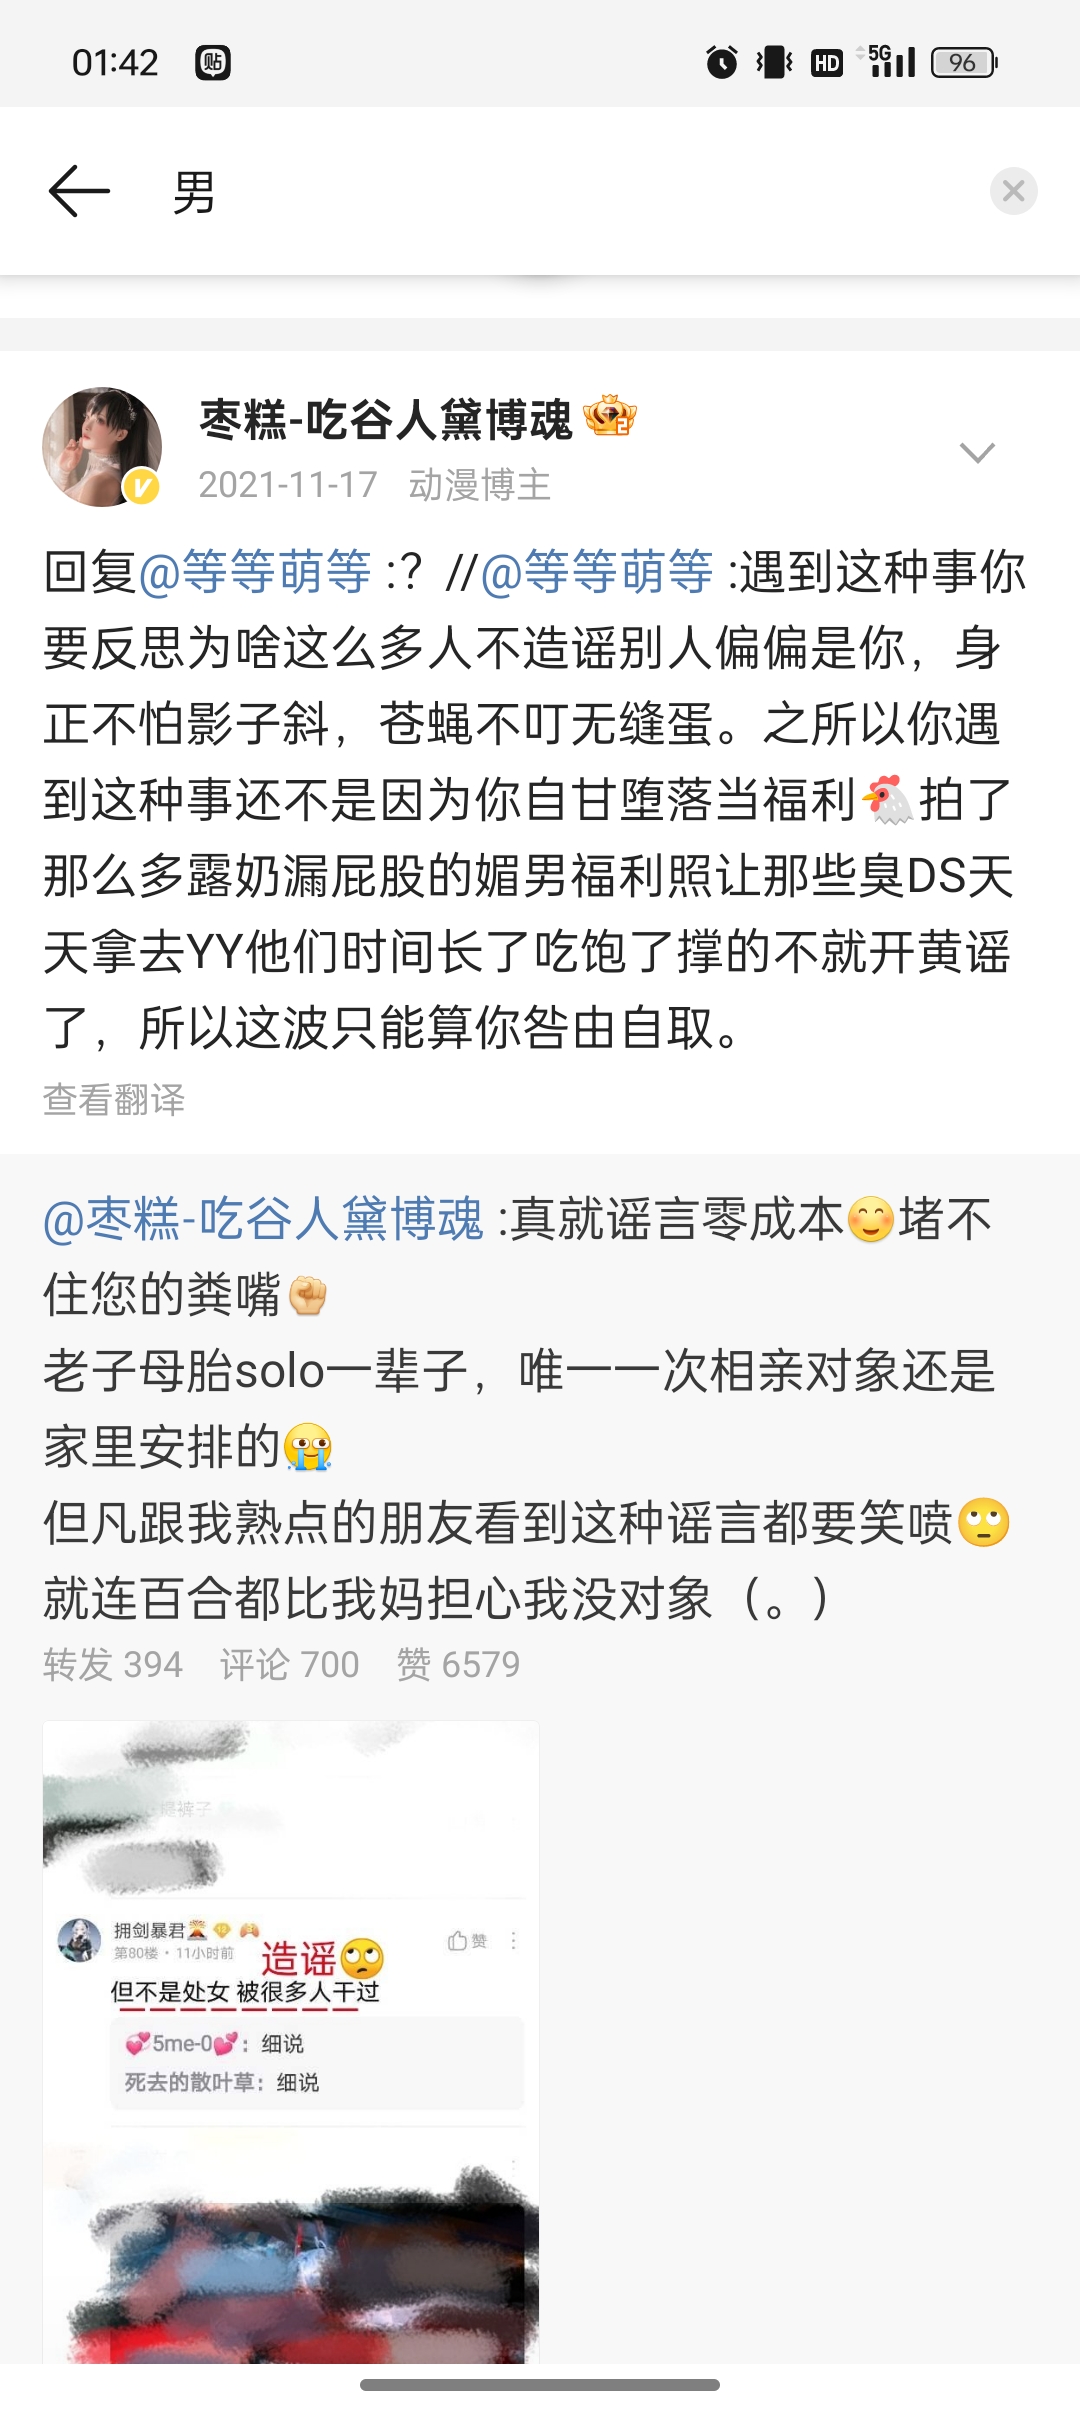 01:42 贴 HD 5G 96
男
枣糕-吃谷人黛博魂 2
2021-11-17 动漫博主
回复@等等萌等 :? //@等等萌等 :遇到这种事你
要反思为啥这么多人不造谣别人偏偏是你，身
正不怕影子斜，苍蝇不叮无缝蛋。之所以你遇
到这种事还不是因为你自甘堕落当福利🐔拍了
那么多露奶漏屁股的媚男福利照让那些臭DS天
天拿去YY他们时间长了吃饱了撑的不就开黄谣
了，所以这波只能算你咎由自取。
查看翻译
@枣糕-吃谷人黛博魂 :真就谣言零成本😊堵不
住您的粪嘴✊
老子母胎solo一辈子，唯一一次相亲对象还是
家里安排的😭
但凡跟我熟点的朋友看到这种谣言都要笑喷🙄
就连百合都比我妈担心我没对象（。）
转发 394 评论 700 赞 6579
提裤子
拥剑暴君🌋
赞
第80楼·11小时前
造谣🙄
但不是处女 被很多人干过
💞5me-0💕：细说
死去的散叶草：细说